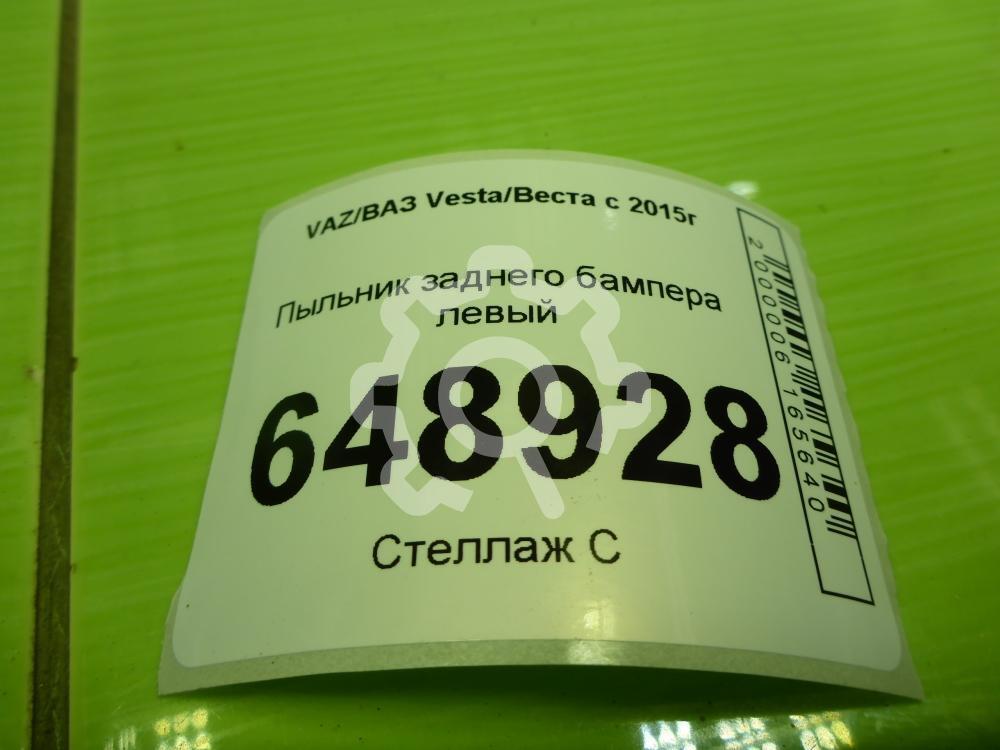 VAZ/ВАЗ Vesta/Веста с 2015г
Пыльник заднего бампера
левый
648928
Стеллаж С
2000006165640